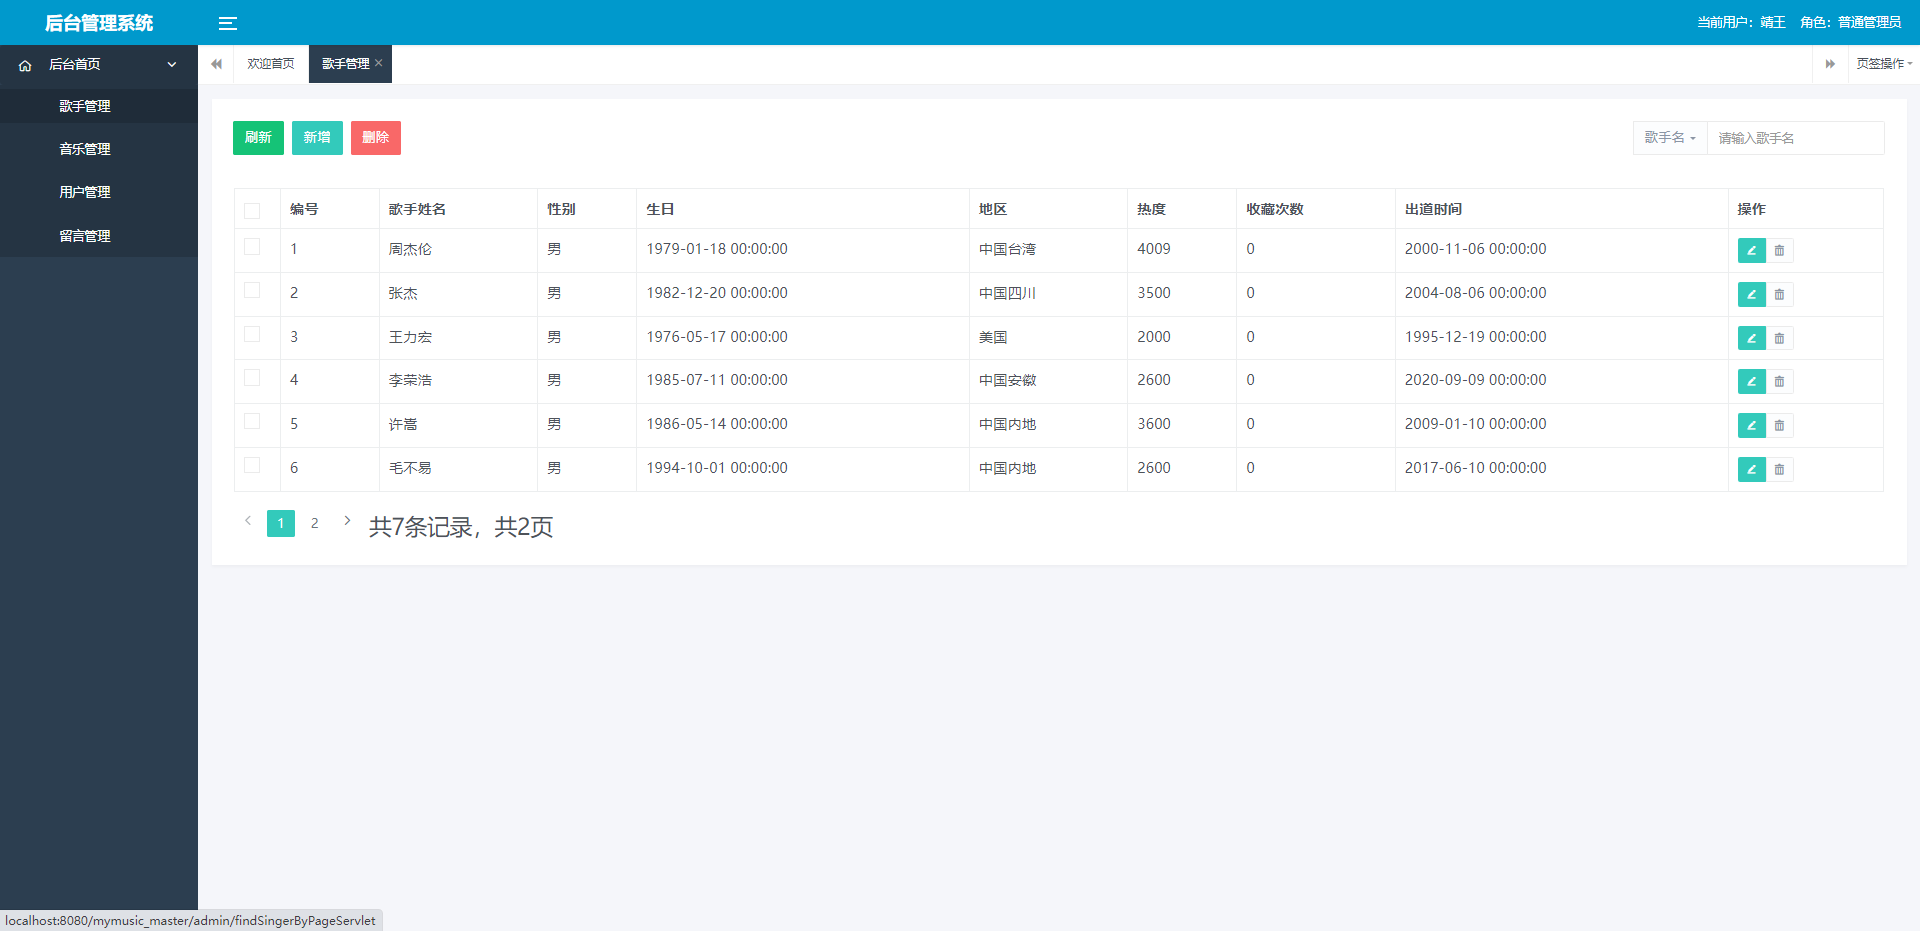 后台管理系统
当前用户：靖王 角色：普通管理员
后台首页
歌手管理
音乐管理
用户管理
留言管理
欢迎首页 歌手管理 页签操作
刷新 新增 删除
歌手名 请输入歌手名
编号 歌手姓名 性别 生日 地区 热度 收藏次数 出道时间 操作
1 周杰伦 男 1979-01-18 00:00:00 中国台湾 4009 0 2000-11-06 00:00:00
2 张杰 男 1982-12-20 00:00:00 中国四川 3500 0 2004-08-06 00:00:00
3 王力宏 男 1976-05-17 00:00:00 美国 2000 0 1995-12-19 00:00:00
4 李荣浩 男 1985-07-11 00:00:00 中国安徽 2600 0 2020-09-09 00:00:00
5 许嵩 男 1986-05-14 00:00:00 中国内地 3600 0 2009-01-10 00:00:00
6 毛不易 男 1994-10-01 00:00:00 中国内地 2600 0 2017-06-10 00:00:00
1 2 共7条记录，共2页
localhost:8080/mymusic_master/admin/findSingerByPageServlet